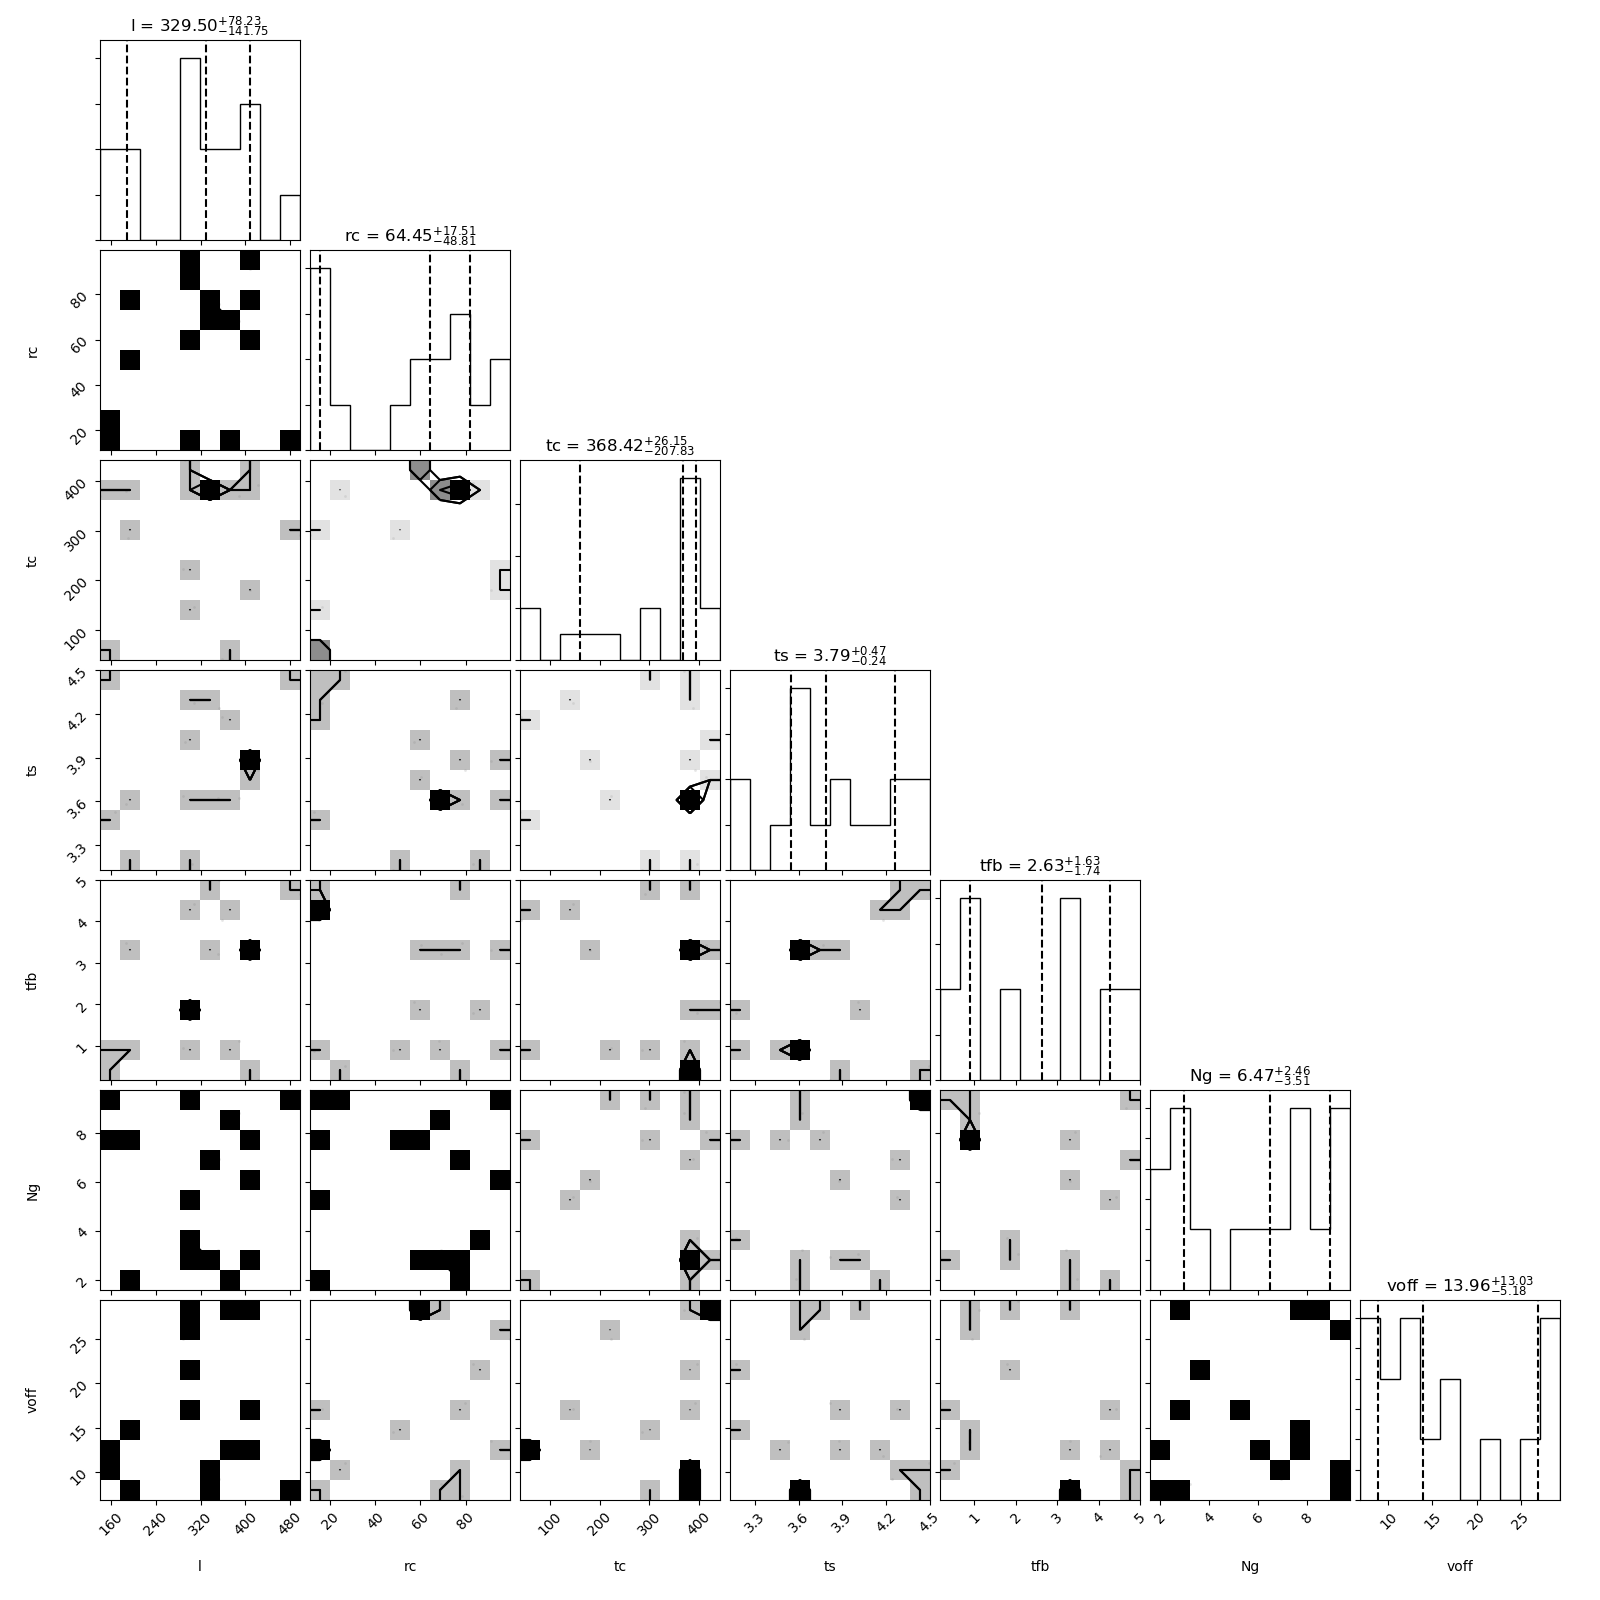 l = 329.50+78.23−141.75
rc = 64.45+17.51−48.81
80
60
40
20
rc
tc = 368.42+26.15−207.83
400
300
200
100
tc
ts = 3.79+0.47−0.24
4.5
4.2
3.9
3.6
3.3
ts
tfb = 2.63+1.63−1.74
5
4
3
2
1
tfb
Ng = 6.47+2.46−3.51
8
6
4
2
Ng
voff = 13.96+13.03−5.18
25
20
15
10
voff
160 240 320 400 480 20 40 60 80 100 200 300 400 3.3 3.6 3.9 4.2 4.5 1 2 3 4 5 2 4 6 8 10 15 20 25
l rc tc ts tfb Ng voff